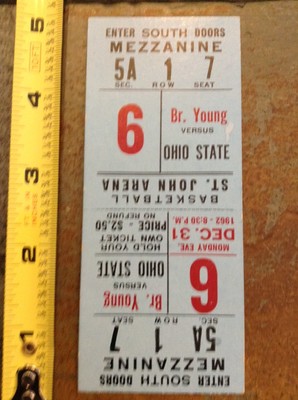 ENTER SOUTH DOORS
MEZZANINE
5A 1 7
SEC. ROW SEAT
6
Br. Young
VERSUS
OHIO STATE
ENTER SOUTH DOORS
MEZZANINE
5A 1 7
SEC. ROW SEAT
6
Br. Young
VERSUS
OHIO STATE
MONDAY EVE.
DEC. 31
1962 - 8:30 P.M.
HOLD YOUR
OWN TICKET
PRICE - $2.50
NO REFUND
BASKETBALL
ST. JOHN ARENA
1
2
3
4
5